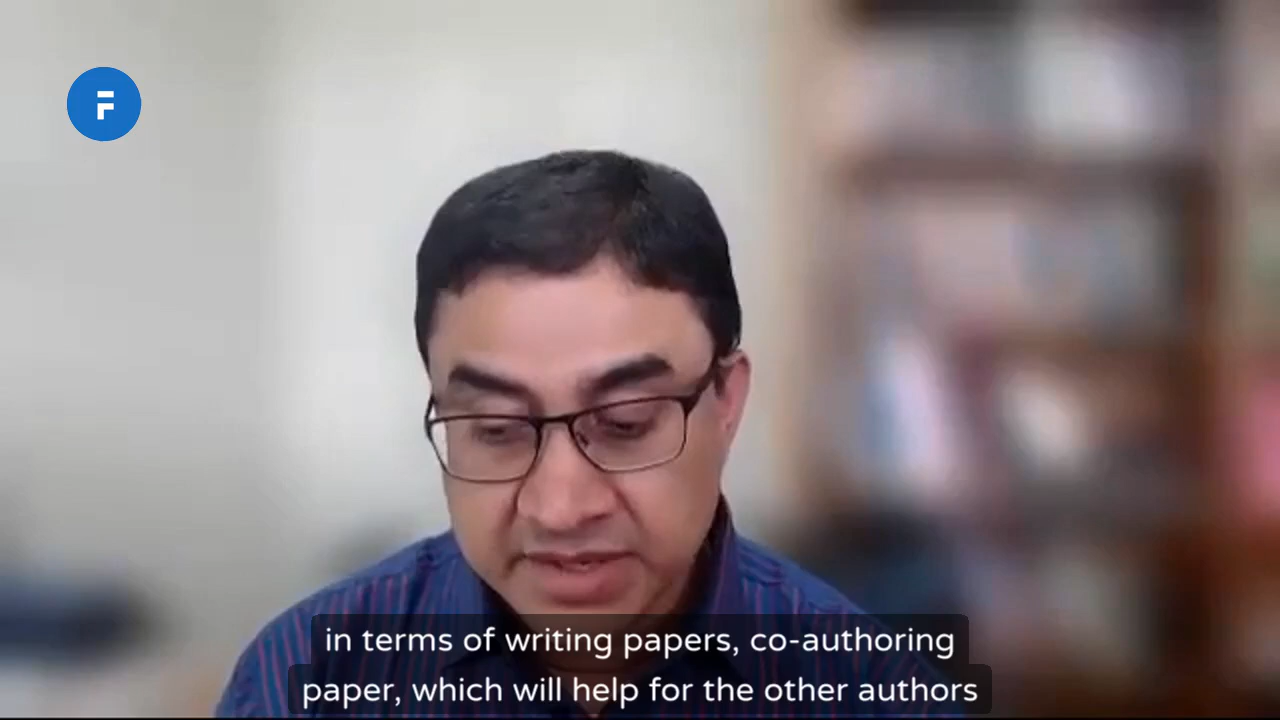 F
in terms of writing papers, co-authoring
paper, which will help for the other authors